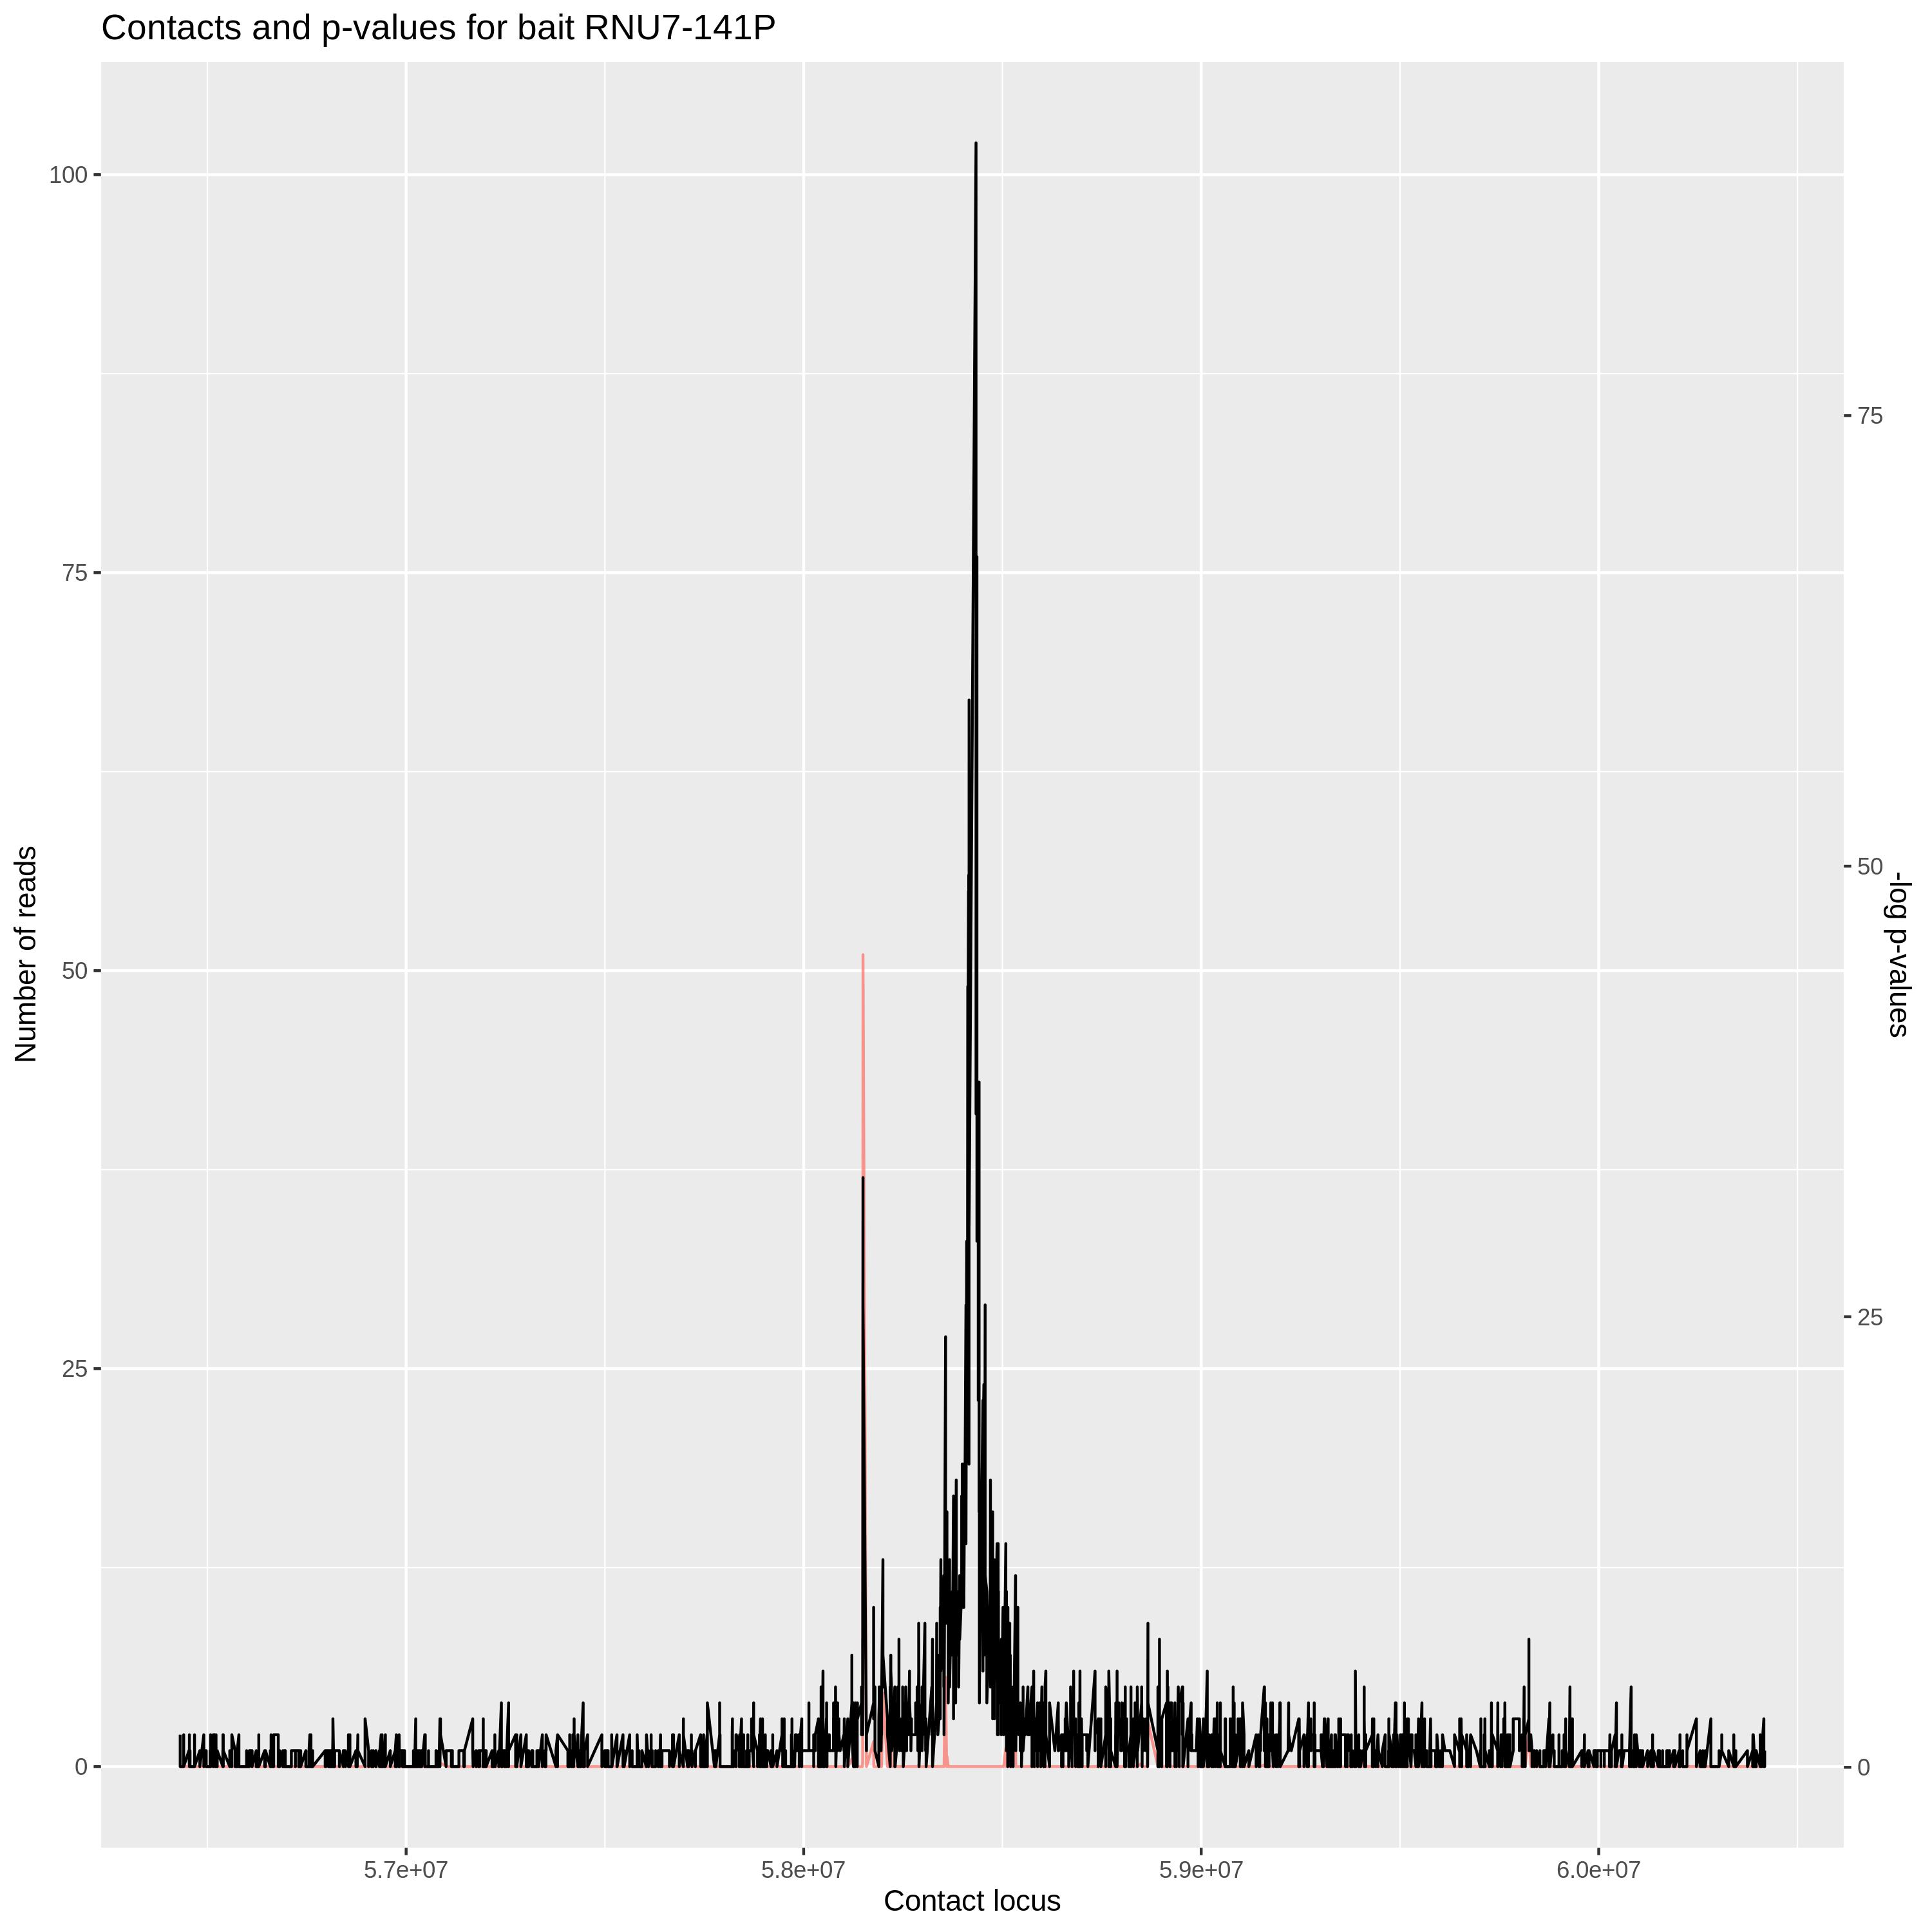 Contacts and p-values for bait RNU7-141P
100
75
50
25
0
Number of reads
75
50
25
0
-log p-values
5.7e+07
5.8e+07
5.9e+07
6.0e+07
Contact locus